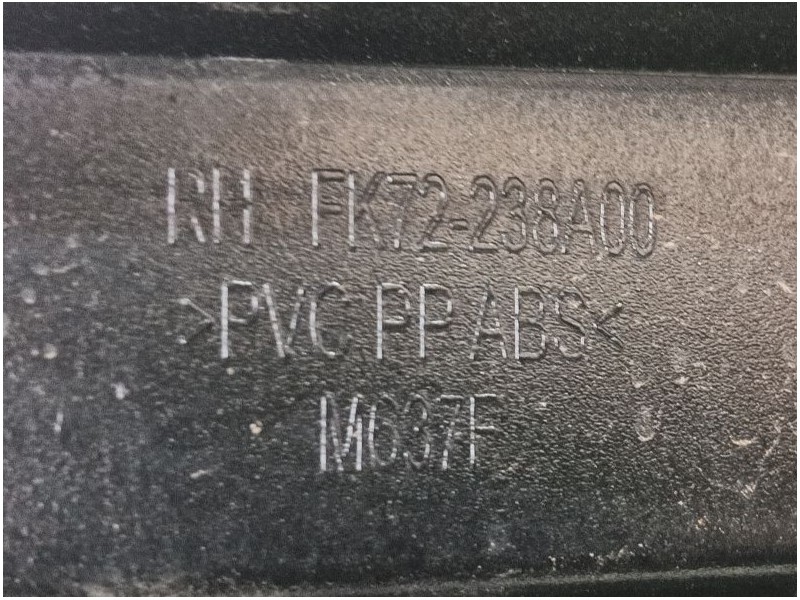 RH FK72-238A00
>PVC PP ABS<
M637F